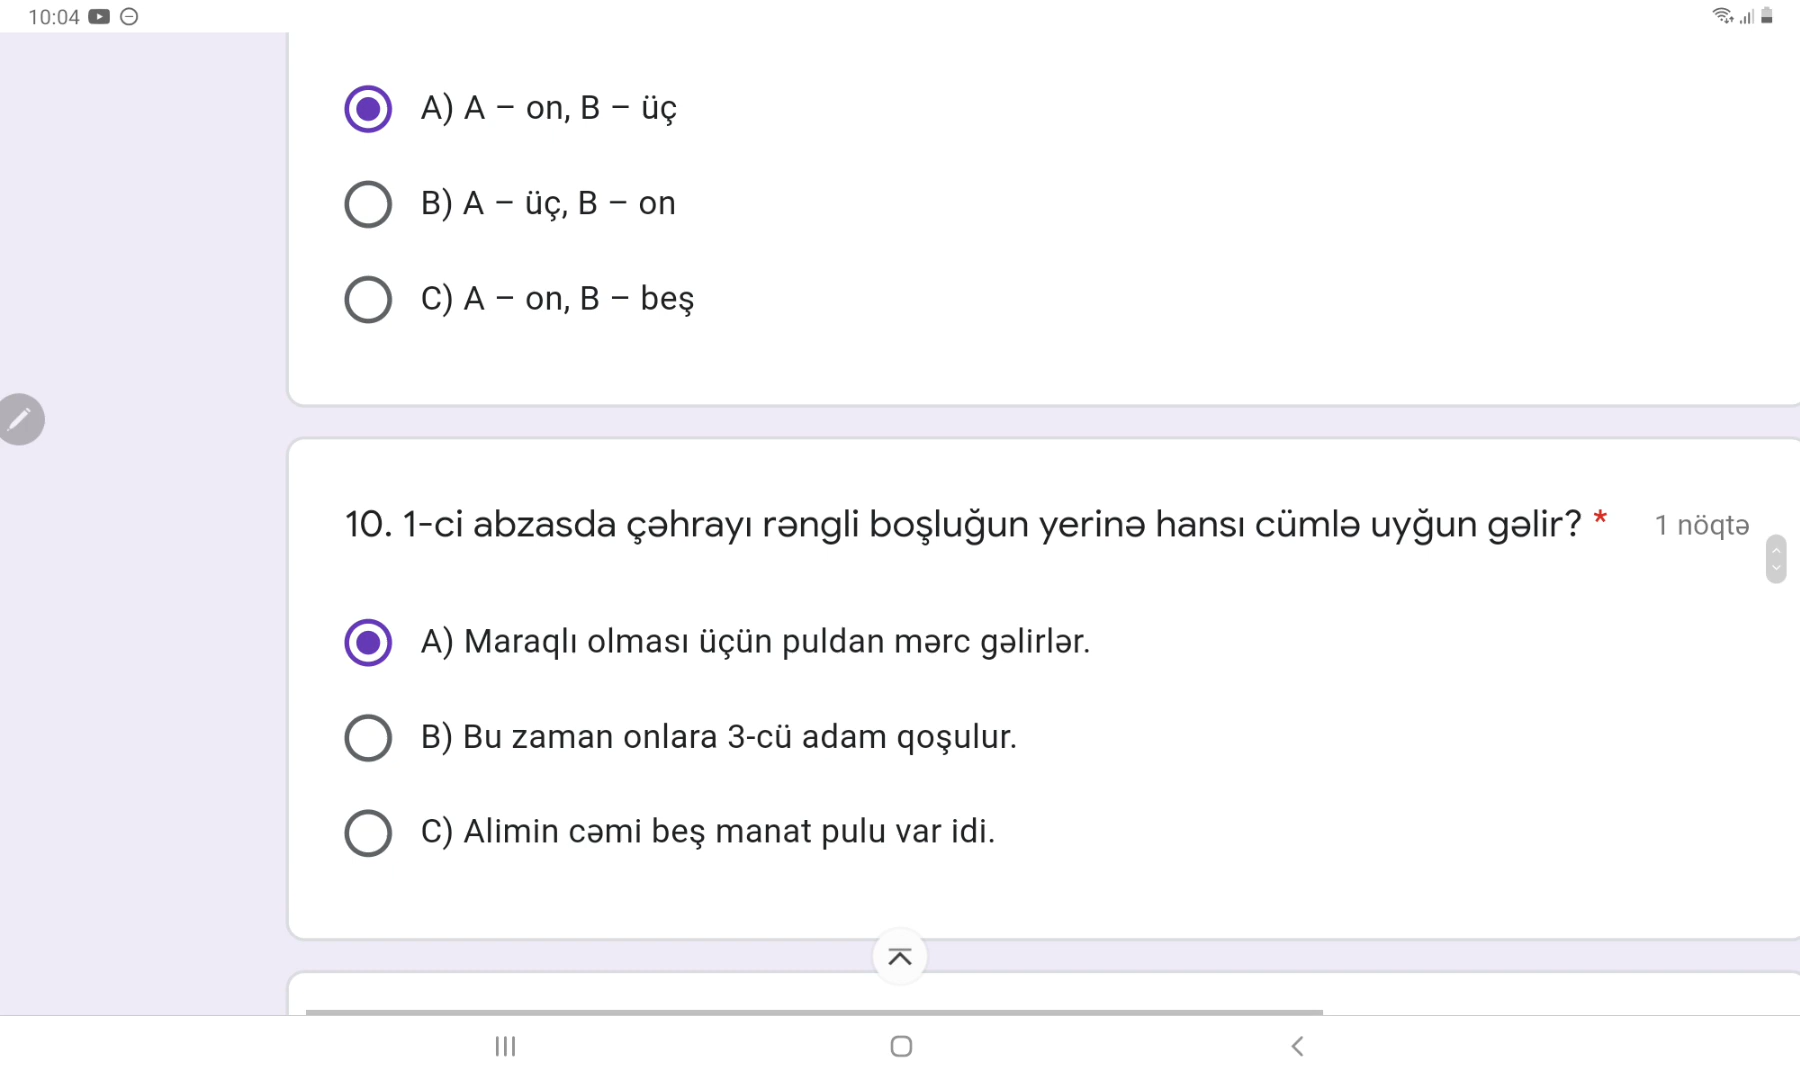 10:04
A) A – on, B – üç
B) A – üç, B – on
C) A – on, B – beş
10. 1-ci abzasda çəhrayı rəngli boşluğun yerinə hansı cümlə uyğun gəlir? * 1 nöqtə
A) Maraqlı olması üçün puldan mərc gəlirlər.
B) Bu zaman onlara 3-cü adam qoşulur.
C) Alimin cəmi beş manat pulu var idi.